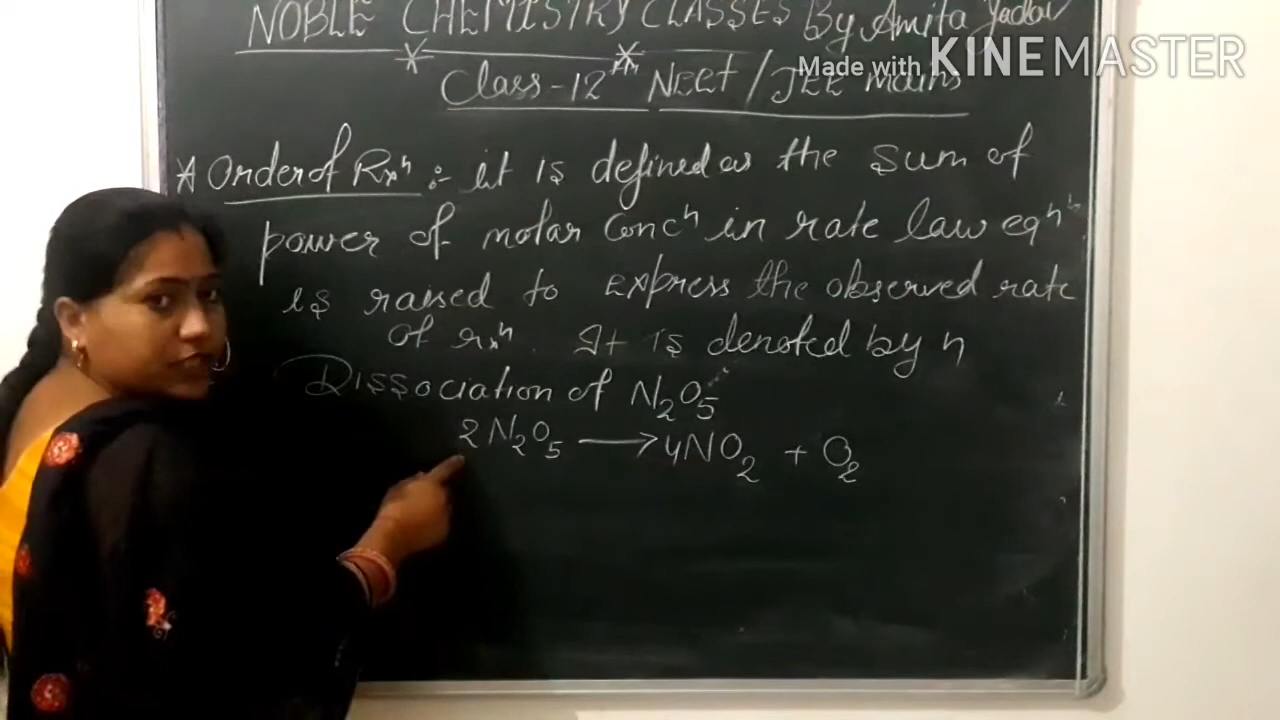 NOBLE CHEMISTRY CLASSES By Amita Yadav
Made with KINEMASTER
Class-12th NEET / JEE Mains
* Order of Rxn :- it is defined as the sum of
power of molar Concn in rate law eqn
is raised to express the observed rate
of rxn. It is denoted by n
Dissociation of N2O5
2N2O5 → 4NO2 + O2